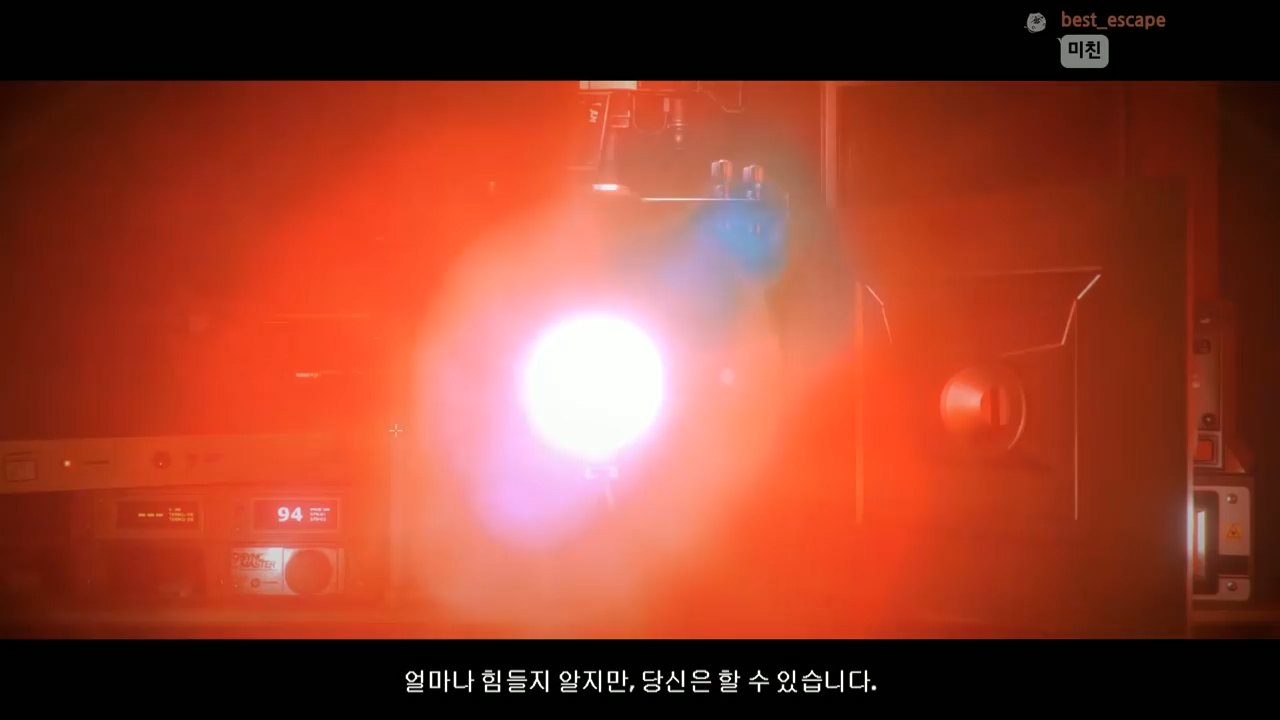 best_escape
미친
94
MASTER
얼마나 힘들지 알지만, 당신은 할 수 있습니다.